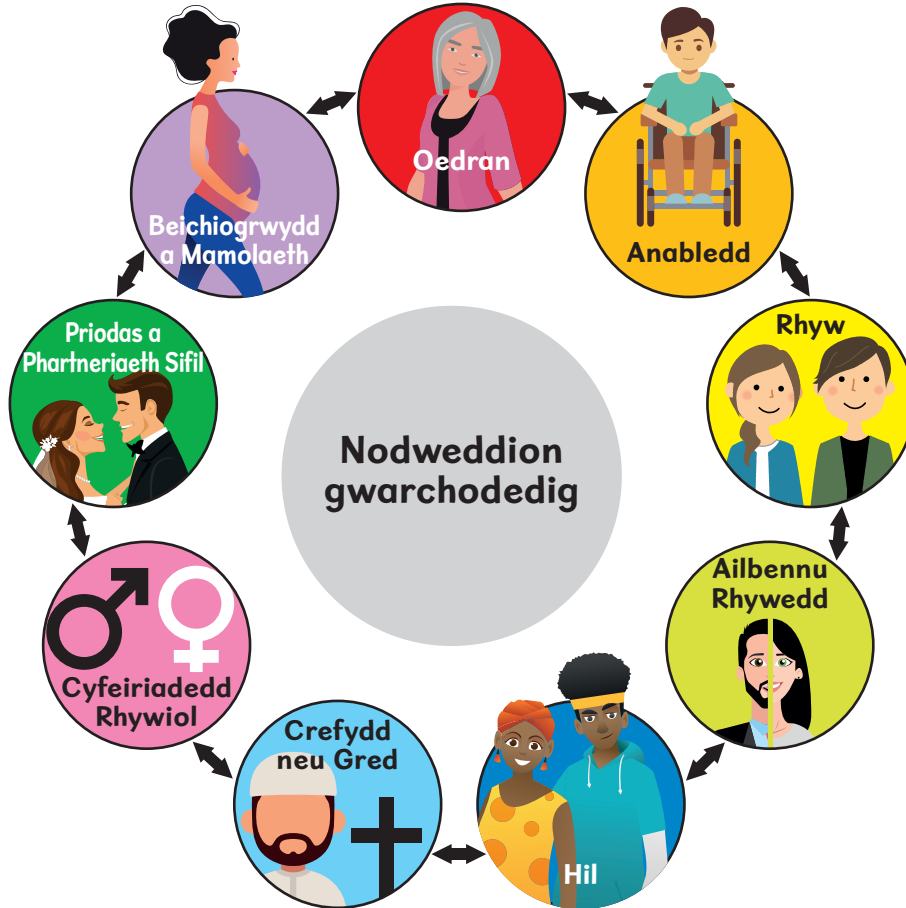 Nodweddion
gwarchodedig
Oedran
Anabledd
Rhyw
Ailbennu
Rhywedd
Hil
Crefydd
neu Gred
Cyfeiriadedd
Rhywiol
Priodas a
Phartneriaeth Sifil
Beichiogrwydd
a Mamolaeth